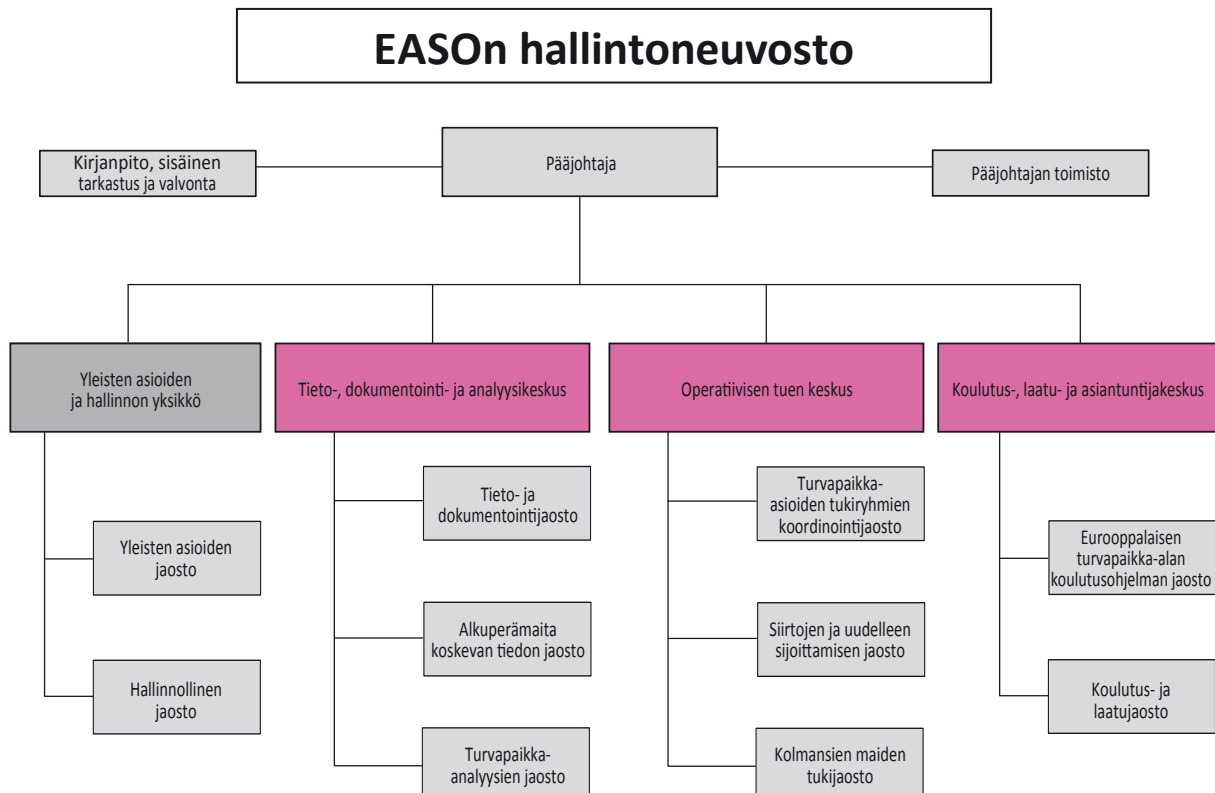 EASOn hallintoneuvosto
Kirjanpito, sisäinen
tarkastus ja valvonta
Pääjohtaja
Pääjohtajan toimisto
Yleisten asioiden
ja hallinnon yksikkö
Tieto-, dokumentointi- ja analyysikeskus
Operatiivisen tuen keskus
Koulutus-, laatu- ja asiantuntijakeskus
Yleisten asioiden
jaosto
Hallinnollinen
jaosto
Tieto- ja
dokumentointijaosto
Alkuperämaita
koskevan tiedon jaosto
Turvapaikka-
analyysien jaosto
Turvapaikka-
asioiden tukiryhmien
koordinointijaosto
Siirtojen ja uudelleen
sijoittamisen jaosto
Kolmansien maiden
tukijaosto
Eurooppalaisen
turvapaikka-alan
koulutusohjelman jaosto
Koulutus- ja
laatujaosto